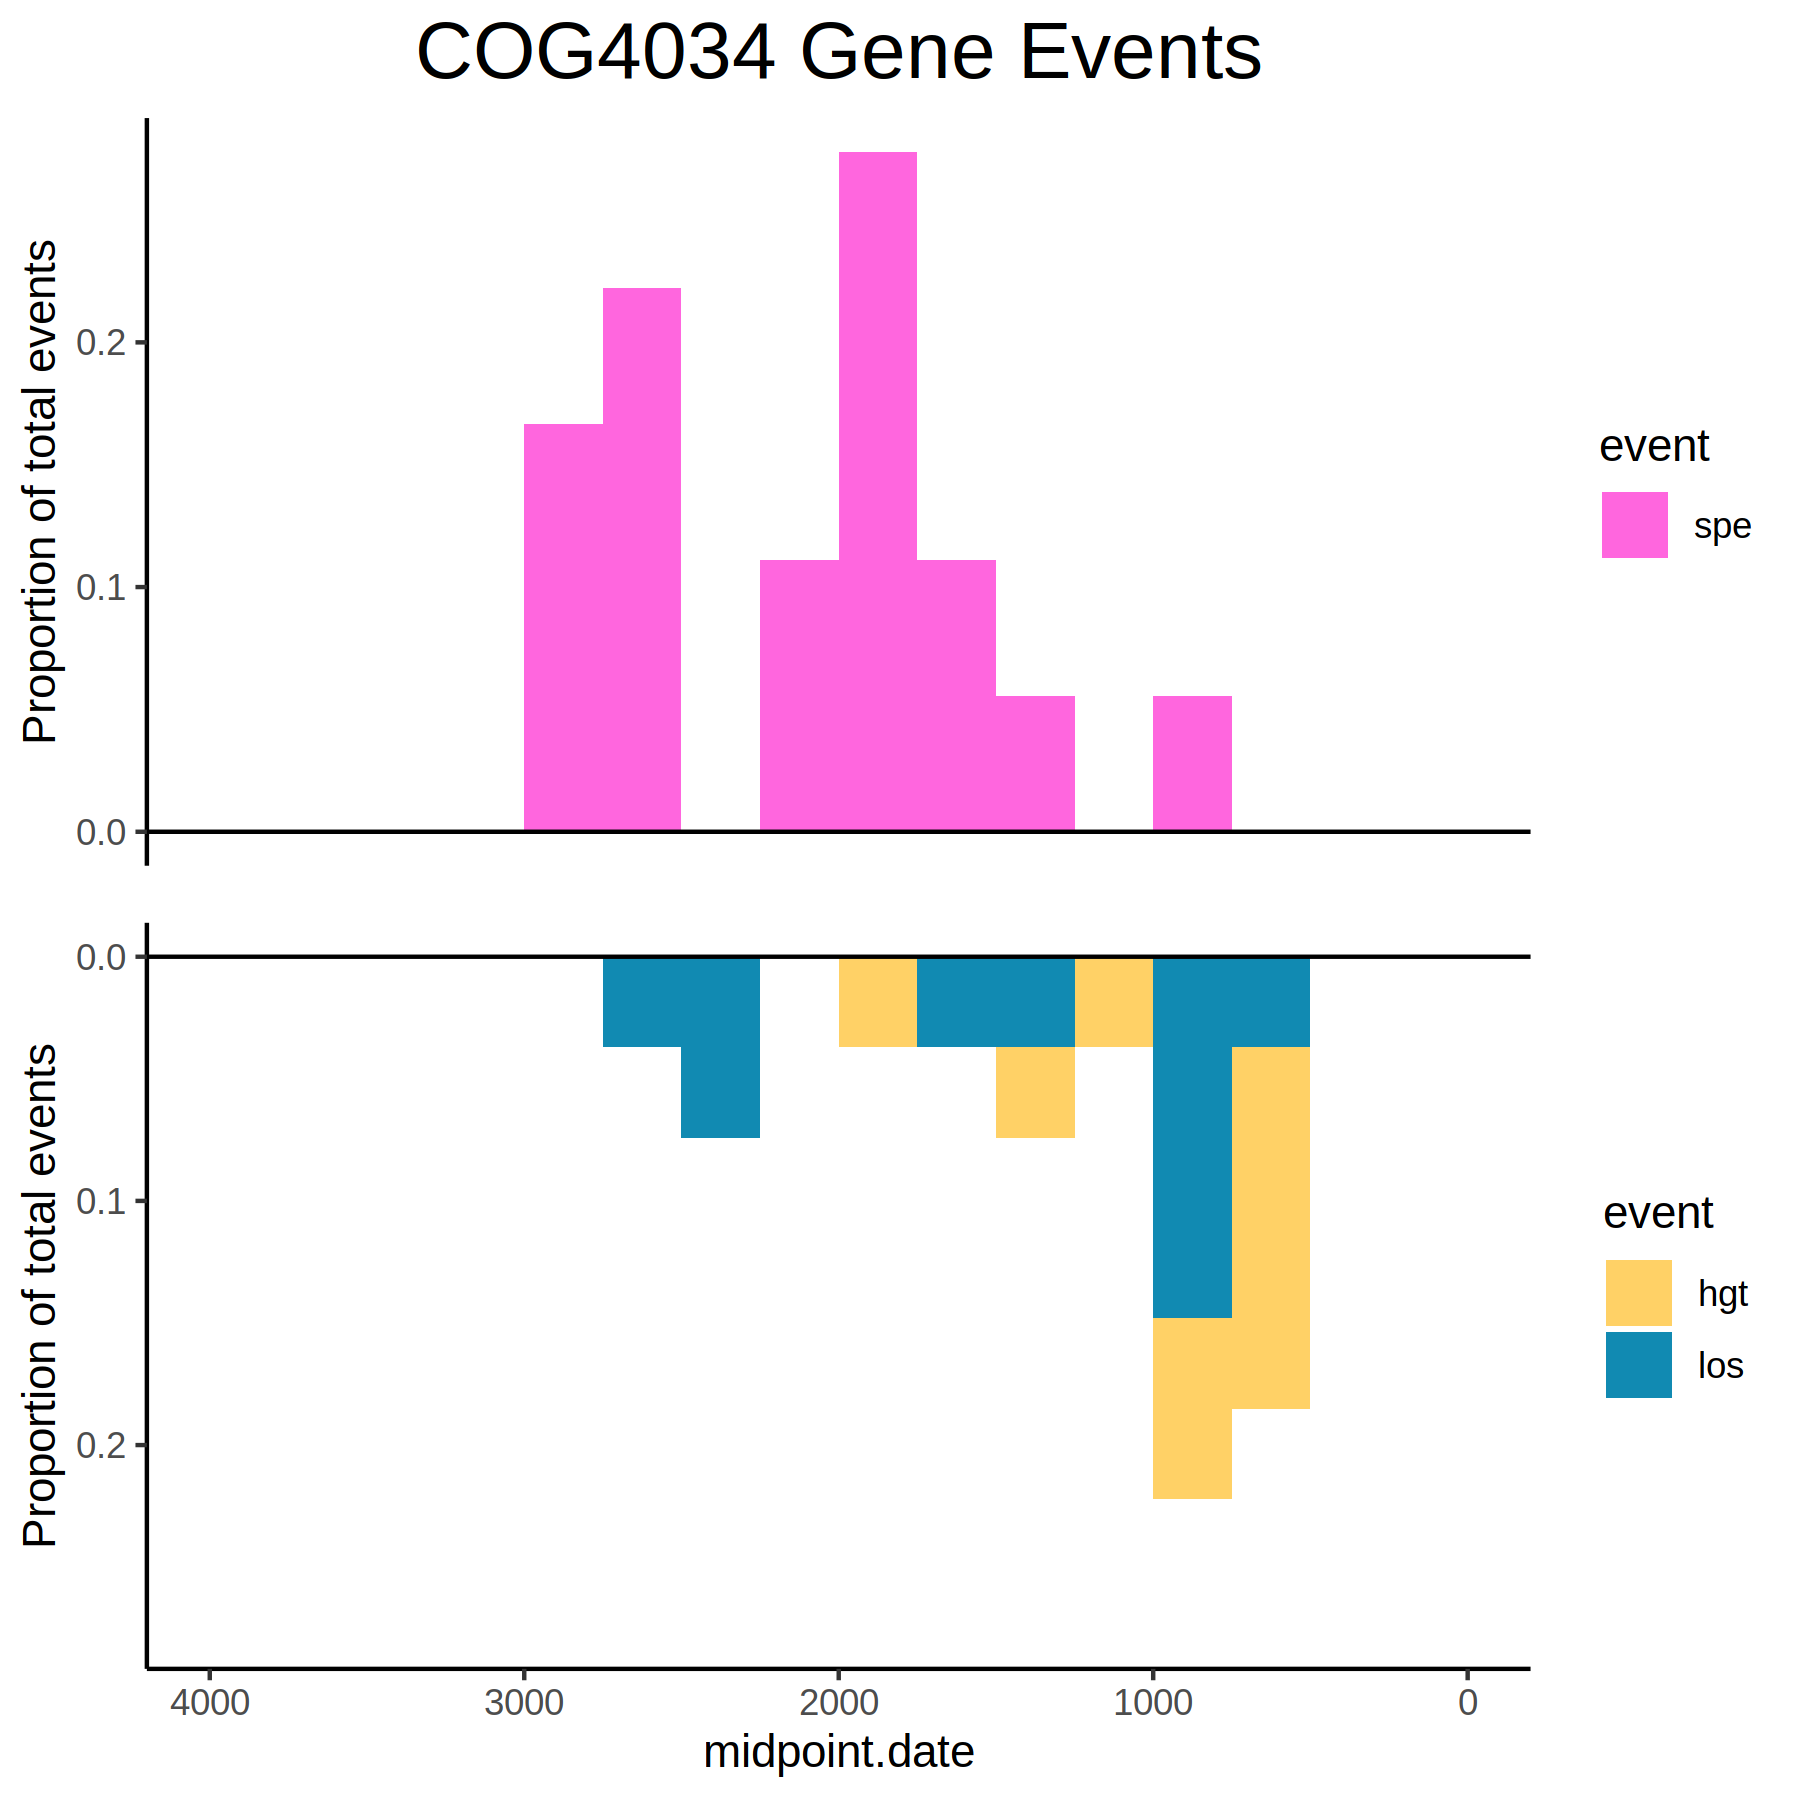 COG4034 Gene Events
Proportion of total events
0.2
0.1
0.0
event
spe
Proportion of total events
0.0
0.1
0.2
event
hgt
los
4000 3000 2000 1000 0
midpoint.date